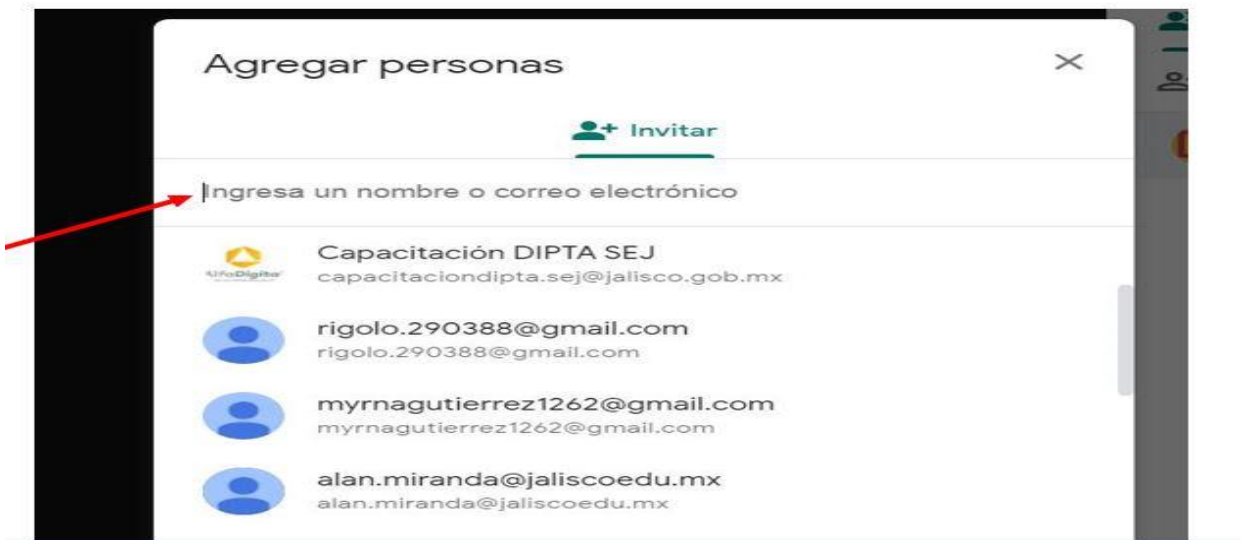 Agregar personas
Invitar
Ingresa un nombre o correo electrónico
Capacitación DIPTA SEJ
capacitaciondipta.sej@jalisco.gob.mx
rigolo.290388@gmail.com
rigolo.290388@gmail.com
myrnagutierrez1262@gmail.com
myrnagutierrez1262@gmail.com
alan.miranda@jaliscoedu.mx
alan.miranda@jaliscoedu.mx